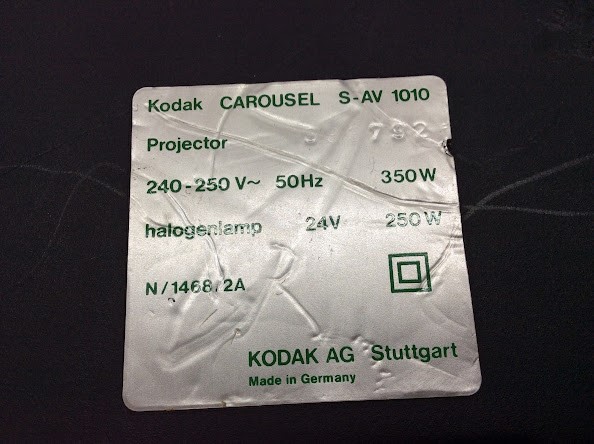 Kodak CAROUSEL S-AV 1010
Projector
240-250 V~ 50Hz 350W
halogenlamp 24V 250W
N/1468/2A
KODAK AG Stuttgart
Made in Germany